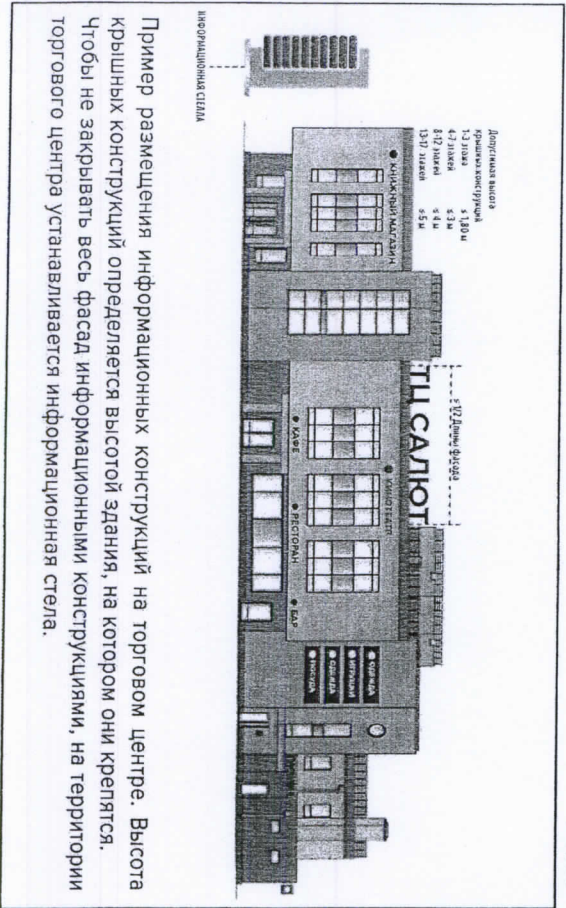 Допустимая высота
крышных конструкций
1-3 этажа ≤ 1,80 м
4-7 этажей ≤ 3 м
8-12 этажей ≤ 4 м
13-17 этажей ≤ 5 м
≤ 1/2 Длины фасада
ТЦ САЛЮТ
КНИЖНЫЙ МАГАЗИН
КИНОТЕАТР
КАФЕ
РЕСТОРАН
БАР
ОДЕЖДА
ИГРУШКИ
ОДЕЖДА
ПОСУДА
ИНФОРМАЦИОННАЯ СТЕЛЛА
Пример размещения информационных конструкций на торговом центре. Высота
крышных конструкций определяется высотой здания, на котором они крепятся.
Чтобы не закрывать весь фасад информационными конструкциями, на территории
торгового центра устанавливается информационная стела.